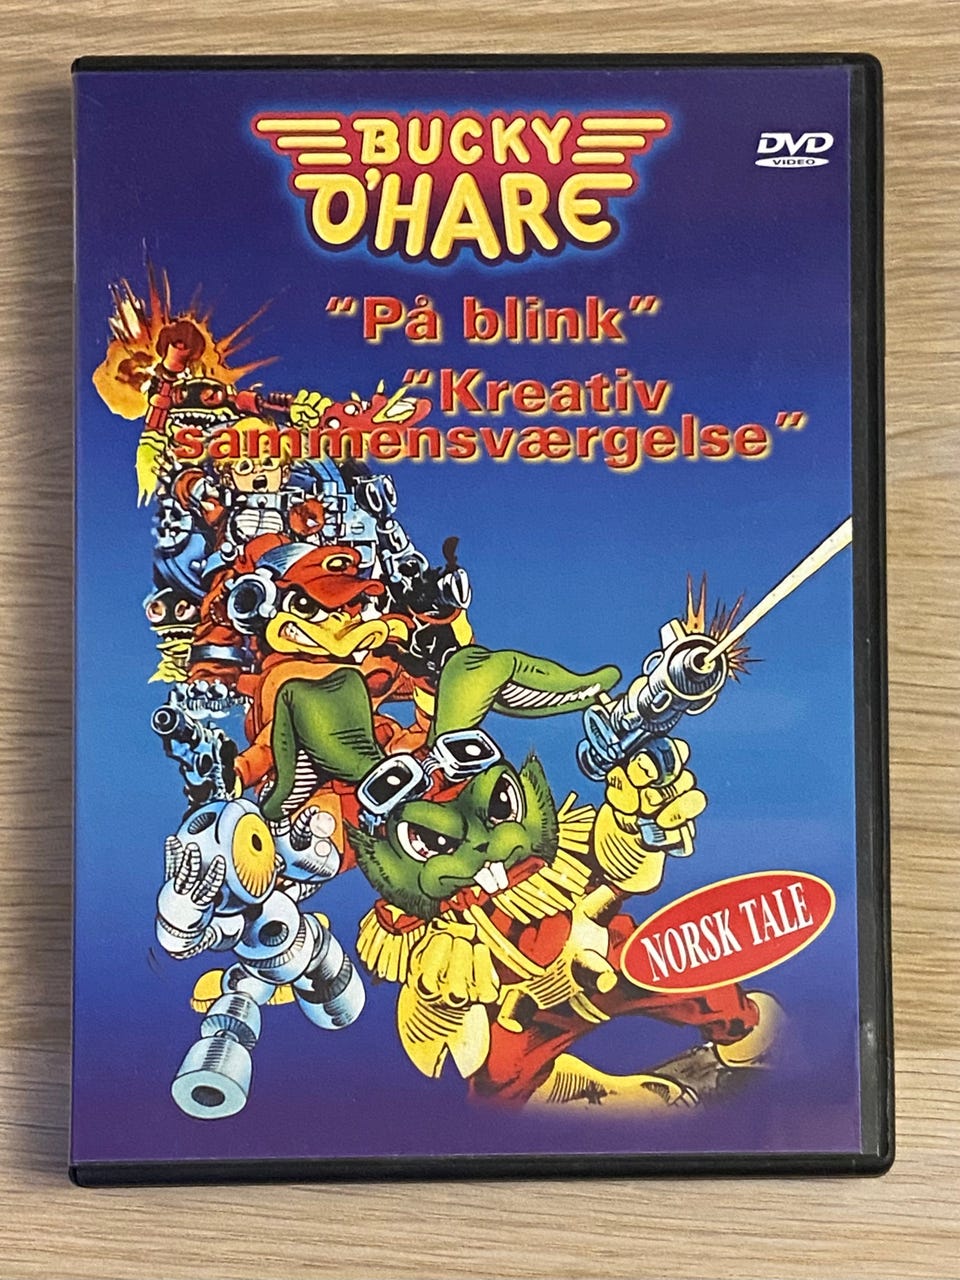 BUCKY
O'HARE
DVD
VIDEO
"På blink"
"Kreativ
sammensværgelse"
NORSK TALE